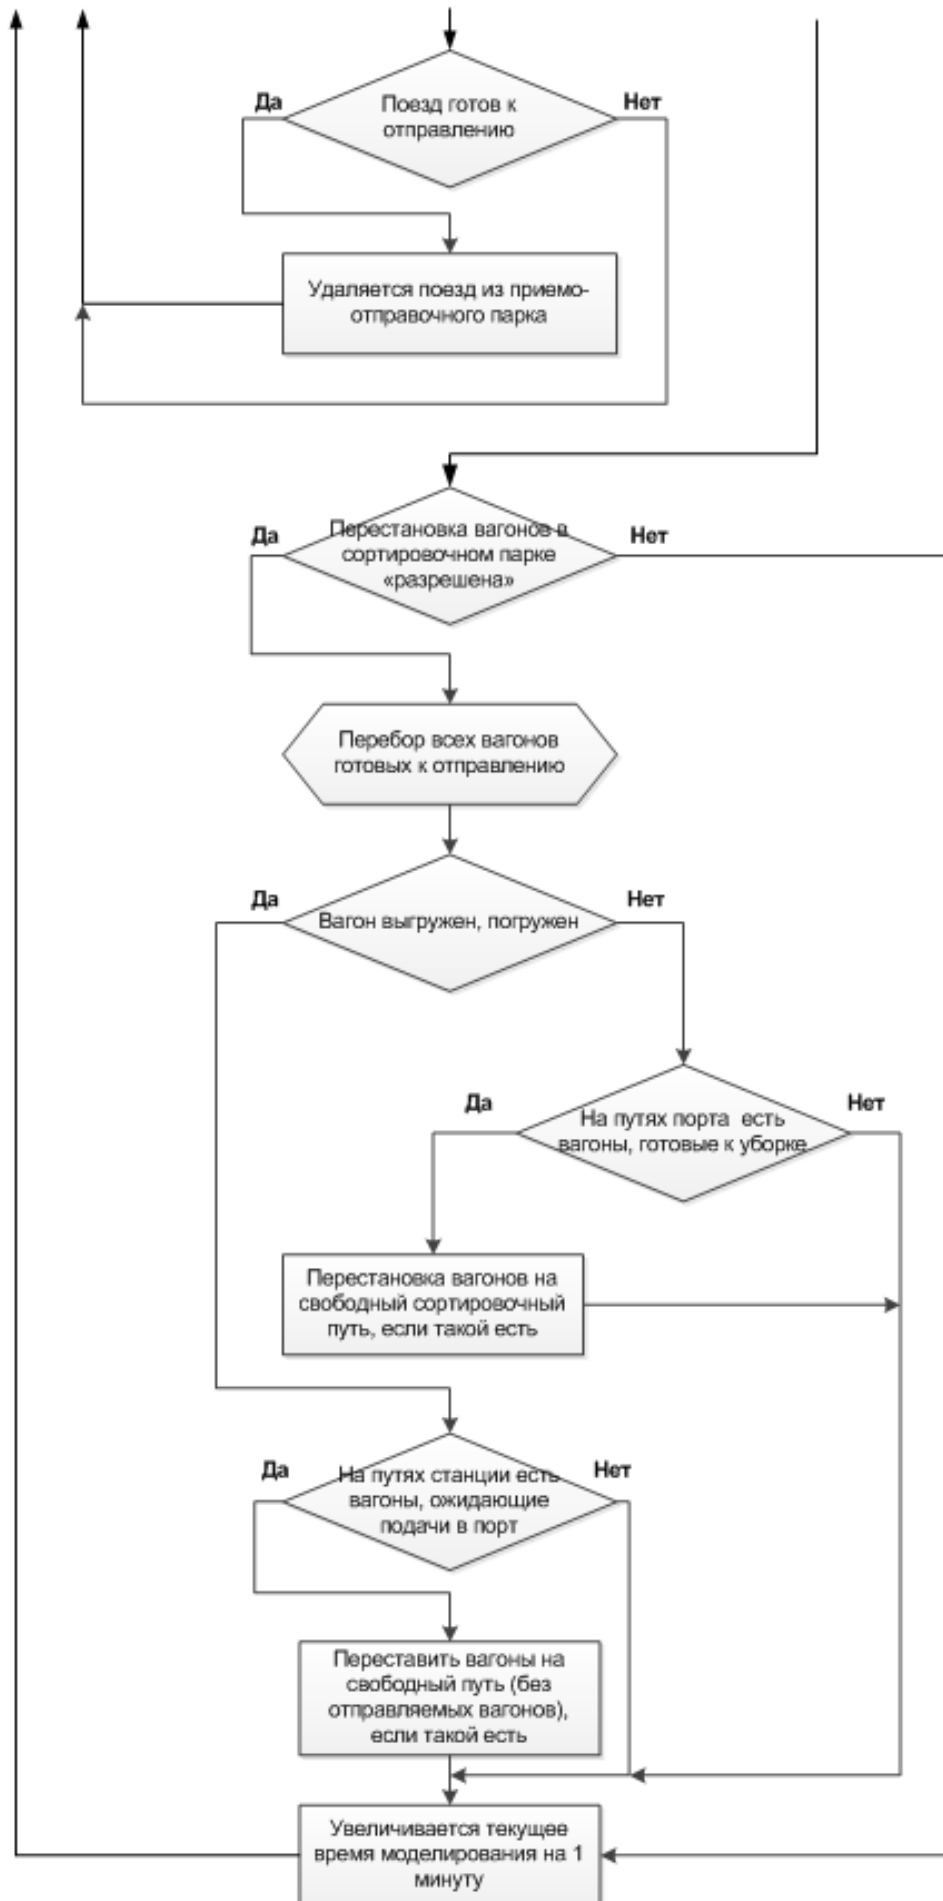 Да
Нет
Поезд готов к
отправлению
Удаляется поезд из приемо-
отправочного парка
Да
Нет
Перестановка вагонов в
сортировочном парке
«разрешена»
Перебор всех вагонов
готовых к отправлению
Да
Нет
Вагон выгружен, погружен
Да
Нет
На путях порта есть
вагоны, готовые к уборке
Перестановка вагонов на
свободный сортировочный
путь, если такой есть
Да
Нет
На путях станции есть
вагоны, ожидающие
подачи в порт
Переставить вагоны на
свободный путь (без
отправляемых вагонов),
если такой есть
Увеличивается текущее
время моделирования на 1
минуту